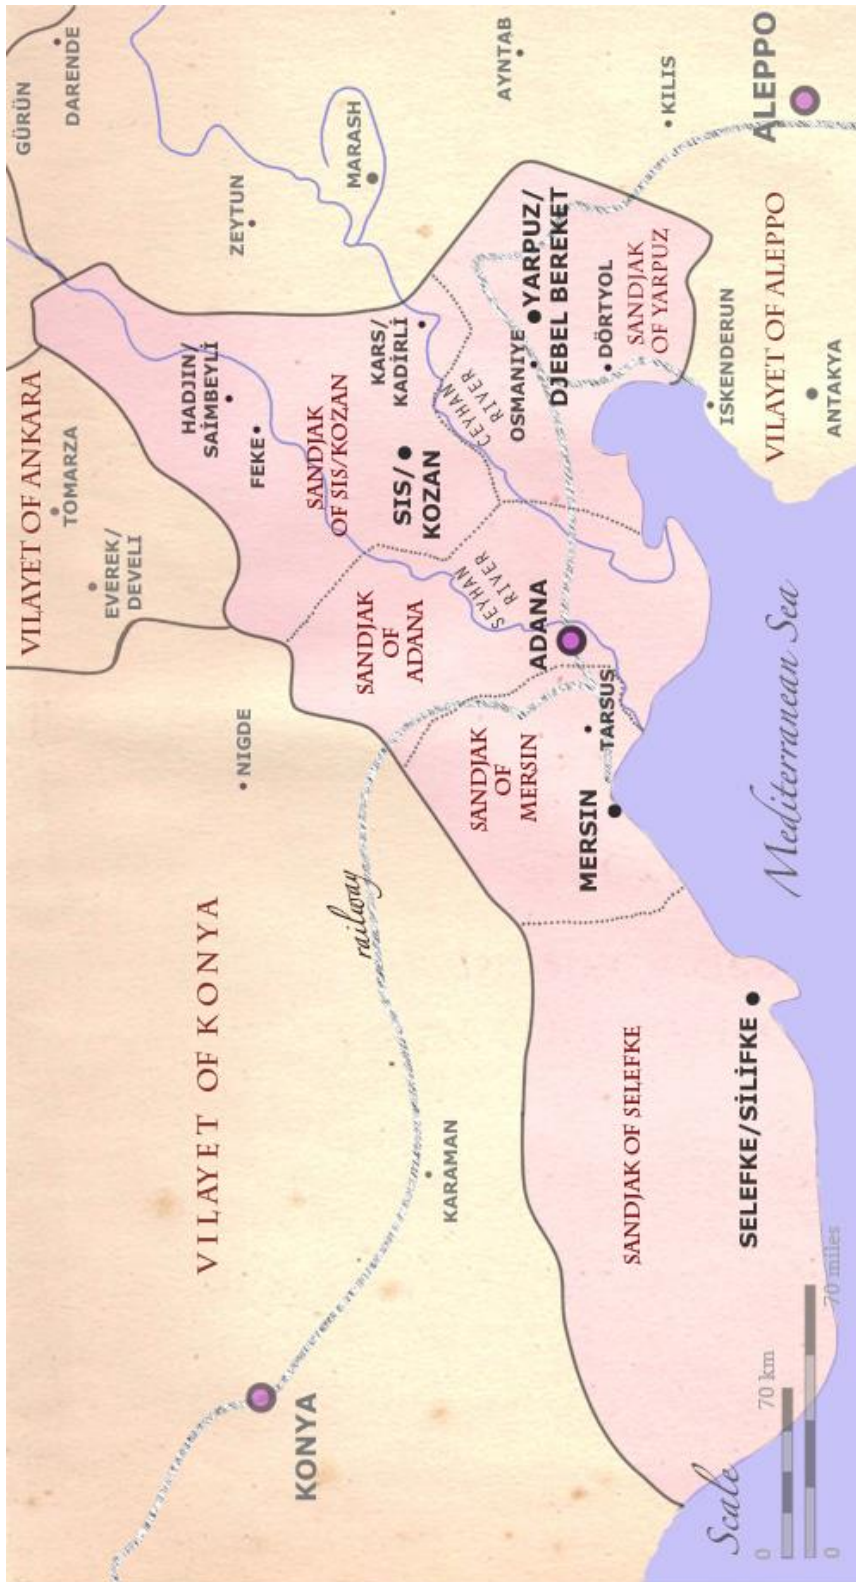 GÜRÜN
DARENDE
VILAYET OF ANKARA
TOMARZA
EVEREK/
DEVELI
ZEYTUN
HADJIN/
SAİMBEYLİ
FEKE
NIGDE
VILAYET OF KONYA
KONYA
KARAMAN
railway
MARASH
KARS/
KADİRLİ
SANDJAK
OF SIS/KOZAN
SIS/
KOZAN
SANDJAK
OF
ADANA
SEYHAN
RIVER
CEYHAN
RIVER
AYNTAB
SANDJAK
OF
MERSIN
ADANA
TARSUS
MERSIN
OSMANIYE
YARPUZ/
DJEBEL BEREKET
DÖRTYOL
SANDJAK
OF YARPUZ
KILIS
ALEPPO
ISKENDERUN
VILAYET OF ALEPPO
ANTAKYA
SANDJAK OF SELEFKE
SELEFKE/SİLİFKE
Mediterranean Sea
Scale
0 70 km
0 70 miles